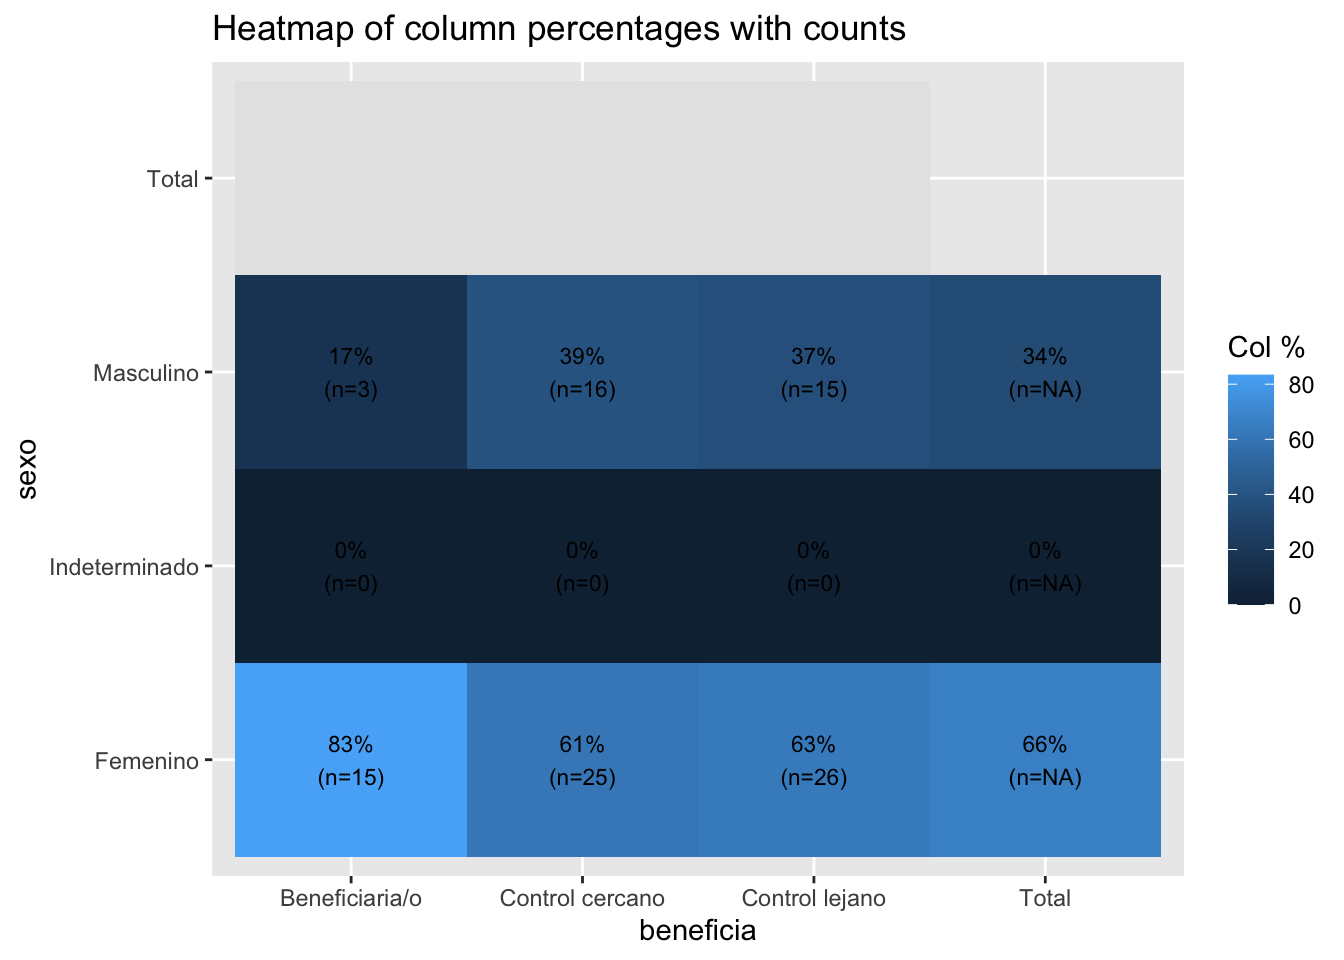 Heatmap of column percentages with counts
Total
Masculino
Indeterminado
Femenino
sexo
17%
(n=3)
39%
(n=16)
37%
(n=15)
34%
(n=NA)
0%
(n=0)
0%
(n=0)
0%
(n=0)
0%
(n=NA)
83%
(n=15)
61%
(n=25)
63%
(n=26)
66%
(n=NA)
Beneficiaria/o
Control cercano
Control lejano
Total
beneficia
Col %
80
60
40
20
0